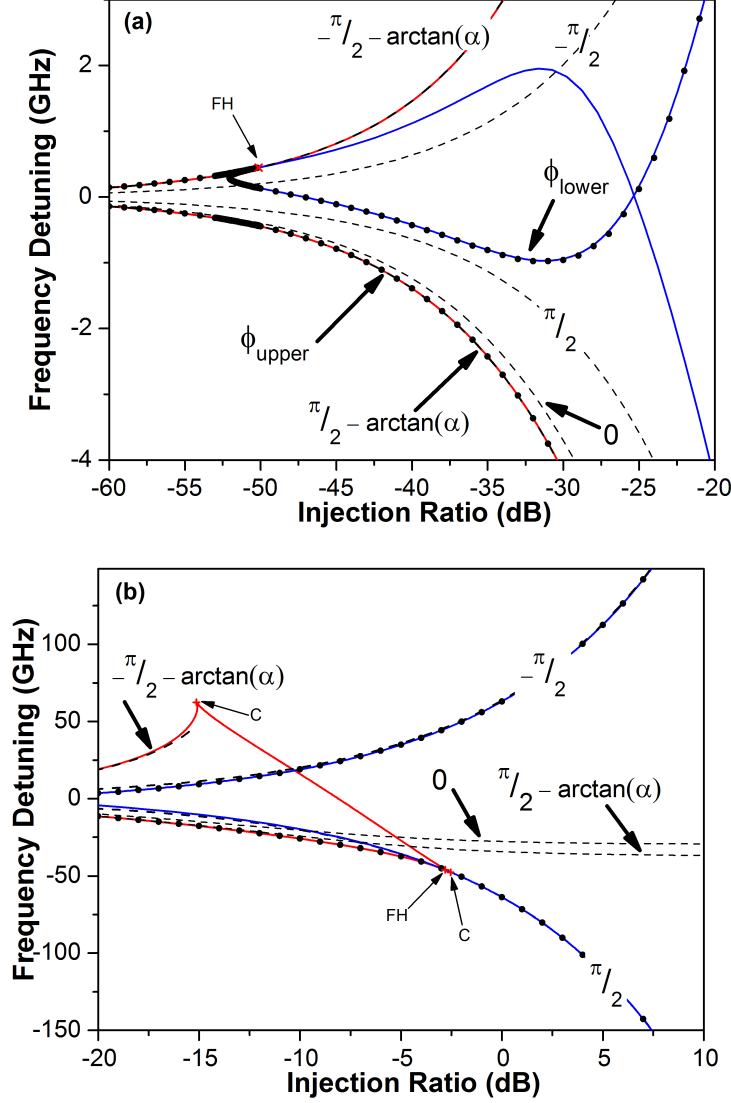 (a)
−π/2 − arctan(α)
−π/2
2
FH
0
ϕlower
-2
ϕupper
π/2
π/2 − arctan(α)
0
-4
-60 -55 -50 -45 -40 -35 -30 -25 -20
Injection Ratio (dB)
Frequency Detuning (GHz)
(b)
100
−π/2 − arctan(α)
−π/2
50
C
0
0
π/2 − arctan(α)
-50
FH
C
-100
π/2
-150
-20 -15 -10 -5 0 5 10
Injection Ratio (dB)
Frequency Detuning (GHz)